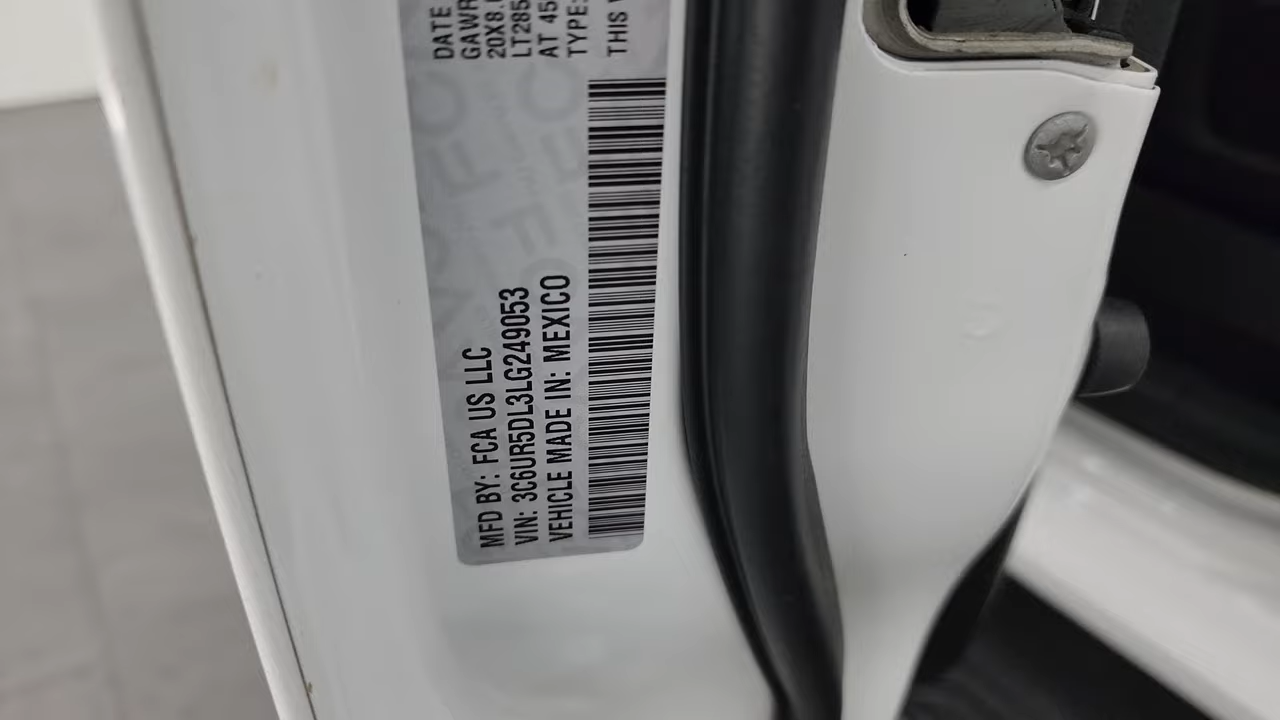 MFD BY: FCA US LLC
VIN: 3C6UR5DL3LG249053
VEHICLE MADE IN: MEXICO
DATE
GAWR
20X8.
LT285
AT 45
TYPE:
THIS V